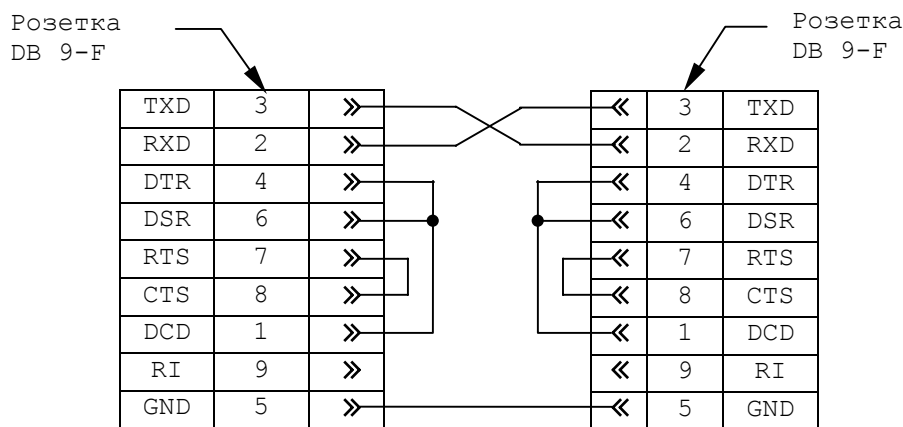 Розетка
DB 9-F
Розетка
DB 9-F
TXD 3 3 TXD
RXD 2 2 RXD
DTR 4 4 DTR
DSR 6 6 DSR
RTS 7 7 RTS
CTS 8 8 CTS
DCD 1 1 DCD
RI 9 9 RI
GND 5 5 GND